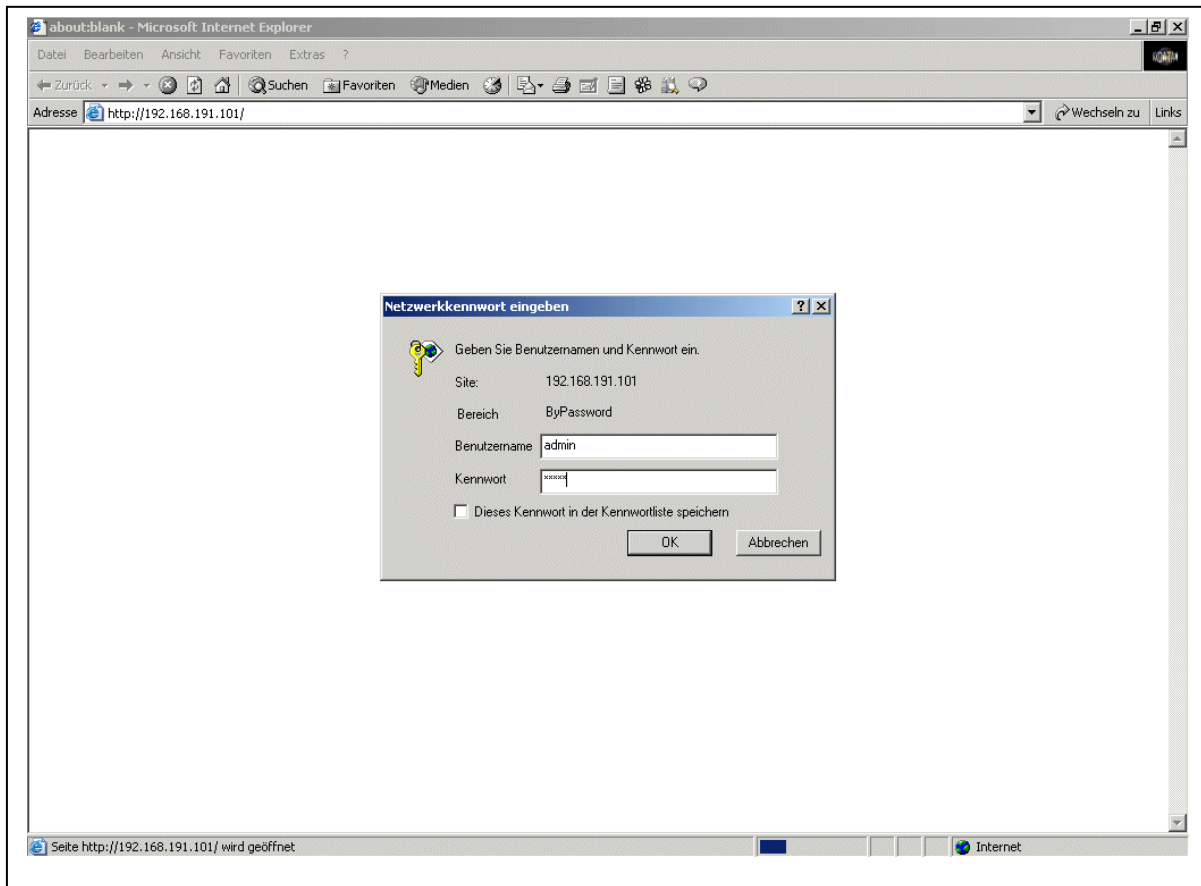 about:blank - Microsoft Internet Explorer
Datei Bearbeiten Ansicht Favoriten Extras ?
Zurück Suchen Favoriten Medien
Adresse http://192.168.191.101/ Wechseln zu Links
Netzwerkkennwort eingeben
Geben Sie Benutzernamen und Kennwort ein.
Site: 192.168.191.101
Bereich ByPassword
Benutzername admin
Kennwort xxxxx
Dieses Kennwort in der Kennwortliste speichern
OK Abbrechen
Seite http://192.168.191.101/ wird geöffnet Internet